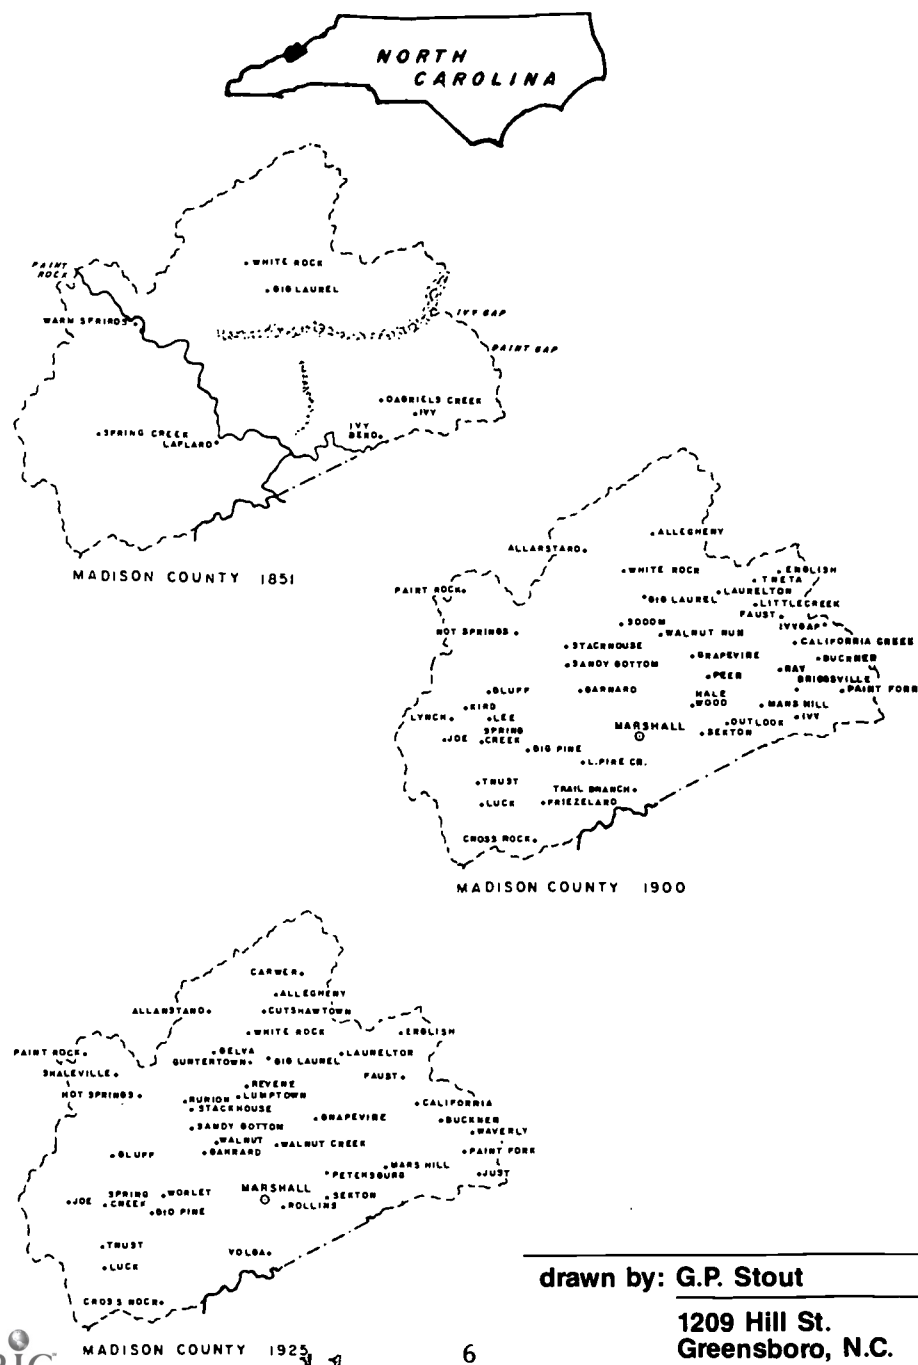 NORTH
CAROLINA
PAINT
ROCK
WHITE ROCK
BIG LAUREL
IVY GAP
WARM SPRINGS
PAINT GAP
GABRIELS CREEK
IVY
IVY
BEND
SPRING CREEK
LAPLAND
MADISON COUNTY 1851
ALLEGHENY
ALLANSTAND
WHITE ROCK
ENGLISH
THETA
PAINT ROCK
BIG LAUREL
LAURELTON
LITTLECREEK
FAUST
SODOM
IVYGAP
HOT SPRINGS
WALNUT RUN
CALIFORNIA CREEK
STACKHOUSE
GRAPEVINE
BUCKNER
SANDY BOTTOM
RAY
PEEK
BRIGGSVILLE
BLUFF
BARNARD
HALE
WOOD
PAINT FORK
KIRD
MARS HILL
LYNCH
LEE
IVY
SPRING
CREEK
MARSHALL
OUTLOOK
SEXTON
JOE
BIG PINE
L. PINE CR.
TRUST
TRAIL BRANCH
LUCK
FRIEZELAND
CROSS ROCK
MADISON COUNTY 1900
CARWER
ALLEGHENY
ALLANSTAND
CUTSHAWTOWN
WHITE ROCK
ENGLISH
PAINT ROCK
BELVA
GUNTERTOWN
BIG LAUREL
LAURELTON
SHALEVILLE
FAUST
REVERE
HOT SPRINGS
LUMPTOWN
RUNION
STACKHOUSE
CALIFORNIA
GRAPEVINE
BUCKNER
SANDY BOTTOM
WAVERLY
WALNUT
WALNUT CREEK
BARNARD
PAINT FORK
BLUFF
MARS HILL
PETERSBURG
JUST
MARSHALL
SPRING
CREEK
WORLEY
SEXTON
JOE
ROLLINS
BIG PINE
TRUST
VOLGA
LUCK
CROSS ROCK
MADISON COUNTY 1925
drawn by: G.P. Stout
1209 Hill St.
Greensboro, N.C.
6